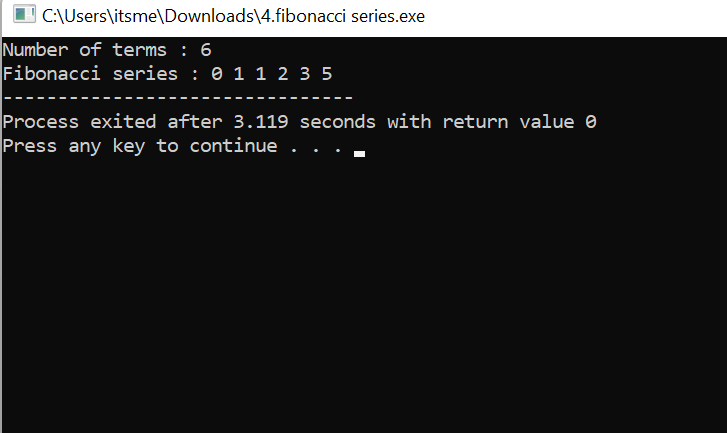 C:\Users\itsme\Downloads\4.fibonacci series.exe
Number of terms : 6
Fibonacci series : 0 1 1 2 3 5
--------------------------------
Process exited after 3.119 seconds with return value 0
Press any key to continue . . .